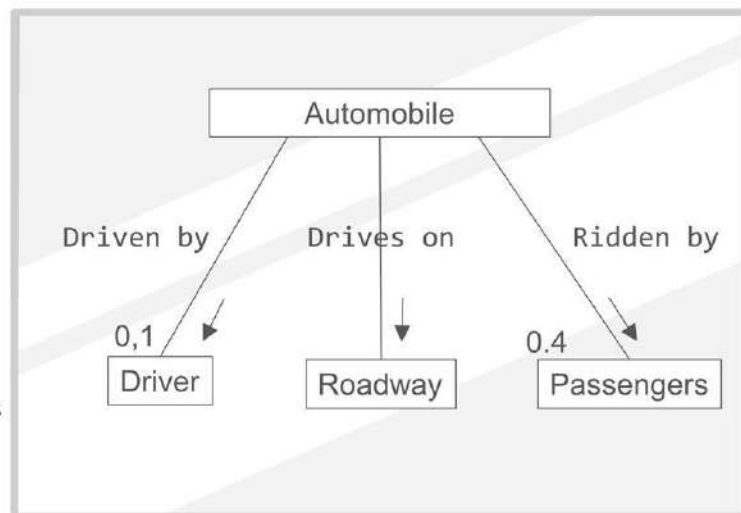 Automobile
Driven by
Drives on
Ridden by
0,1
0.4
Driver
Roadway
Passengers